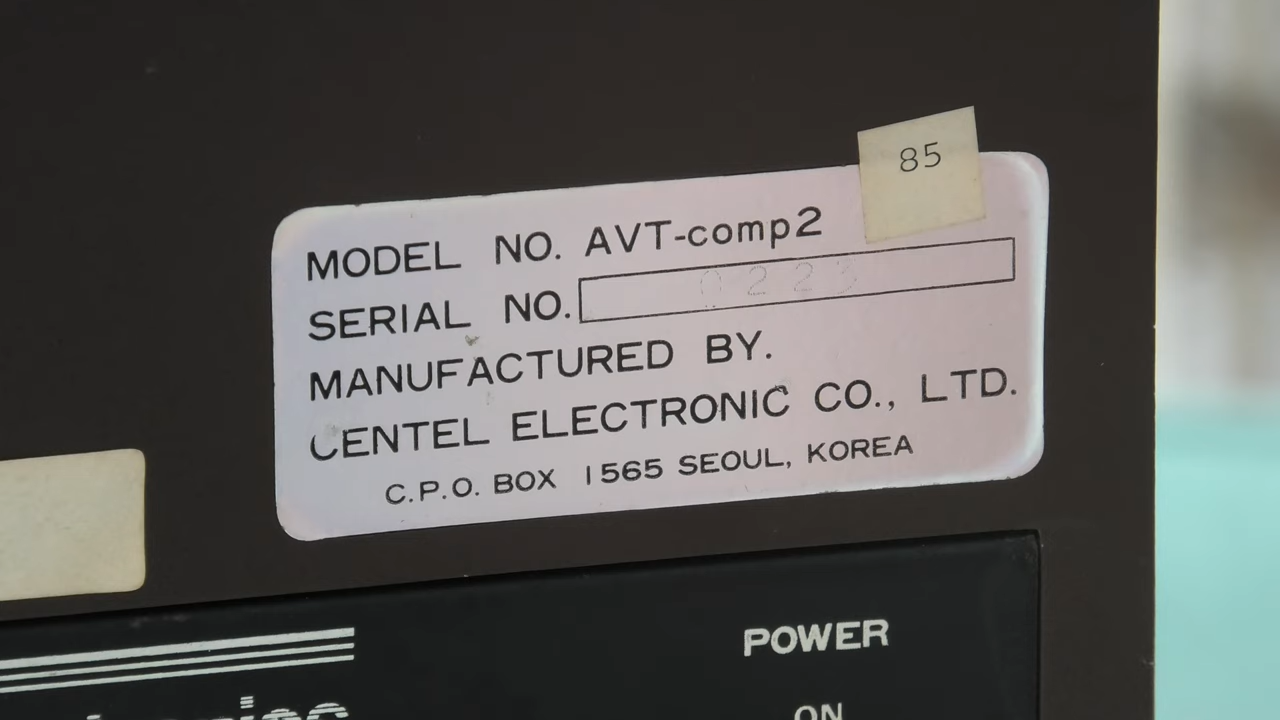 85
MODEL NO. AVT-comp2
SERIAL NO. 0223
MANUFACTURED BY.
CENTEL ELECTRONIC CO., LTD.
C.P.O. BOX 1565 SEOUL, KOREA
POWER
ON